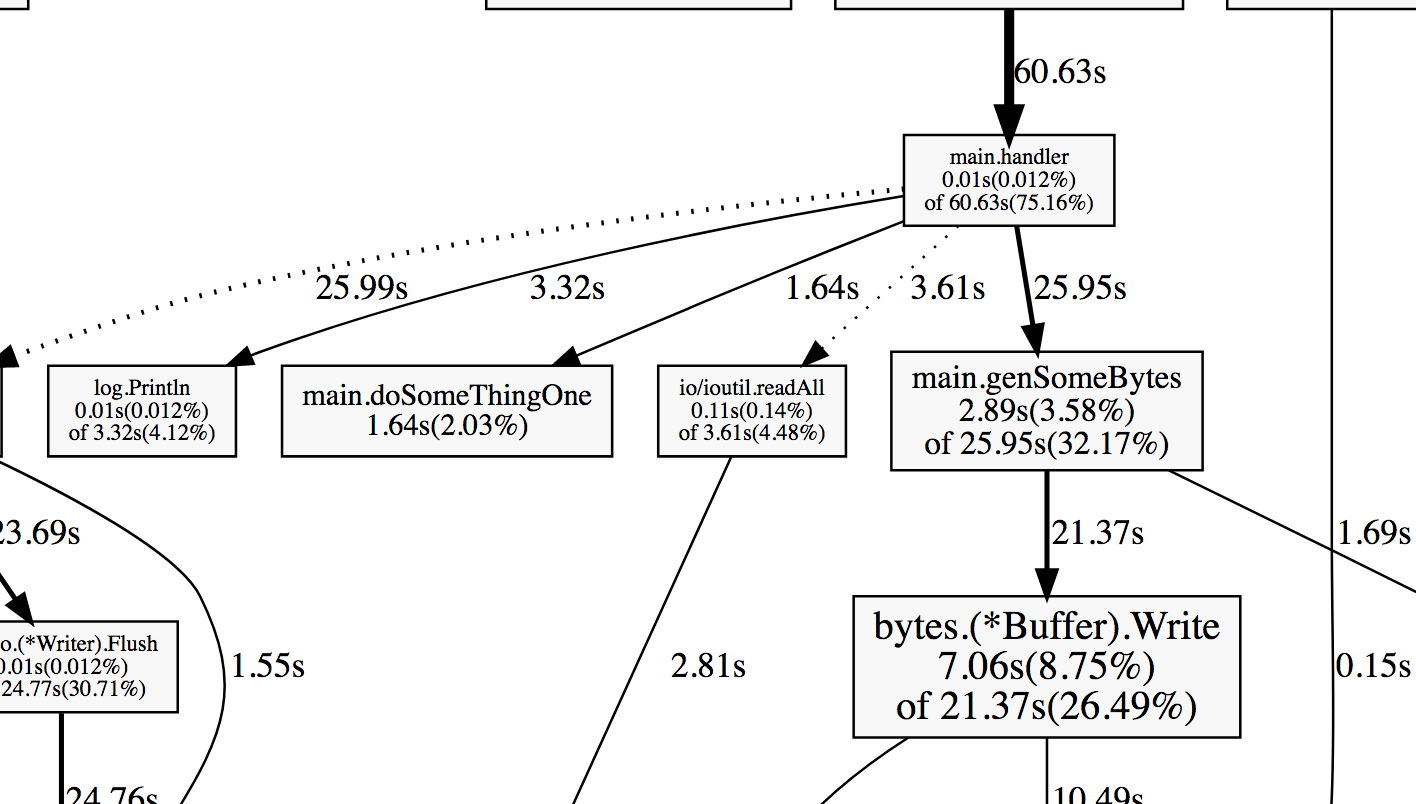 60.63s
main.handler
0.01s(0.012%)
of 60.63s(75.16%)
25.99s
3.32s
1.64s
3.61s
25.95s
log.Println
0.01s(0.012%)
of 3.32s(4.12%)
main.doSomeThingOne
1.64s(2.03%)
io/ioutil.readAll
0.11s(0.14%)
of 3.61s(4.48%)
main.genSomeBytes
2.89s(3.58%)
of 25.95s(32.17%)
23.69s
21.37s
1.69s
o.(*Writer).Flush
0.01s(0.012%)
24.77s(30.71%)
1.55s
2.81s
bytes.(*Buffer).Write
7.06s(8.75%)
of 21.37s(26.49%)
0.15s
24.76s
10.49s